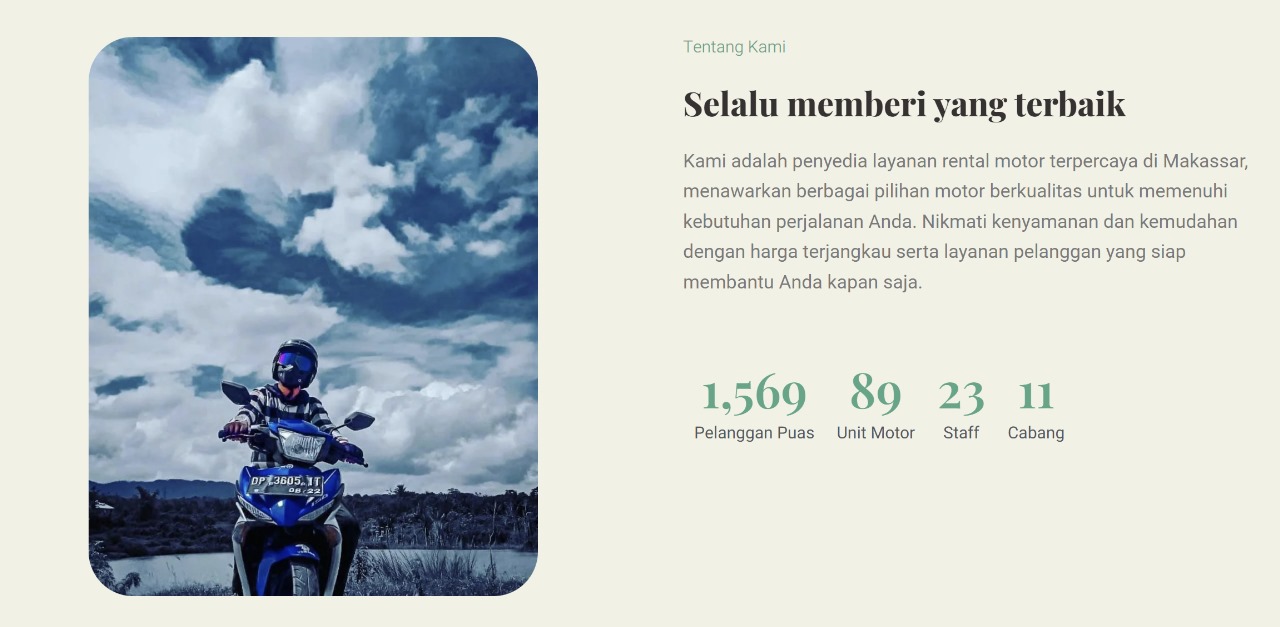 Tentang Kami
Selalu memberi yang terbaik
Kami adalah penyedia layanan rental motor terpercaya di Makassar,
menawarkan berbagai pilihan motor berkualitas untuk memenuhi
kebutuhan perjalanan Anda. Nikmati kenyamanan dan kemudahan
dengan harga terjangkau serta layanan pelanggan yang siap
membantu Anda kapan saja.
1,569 89 23 11
Pelanggan Puas Unit Motor Staff Cabang
DP 3605 IT
08 22